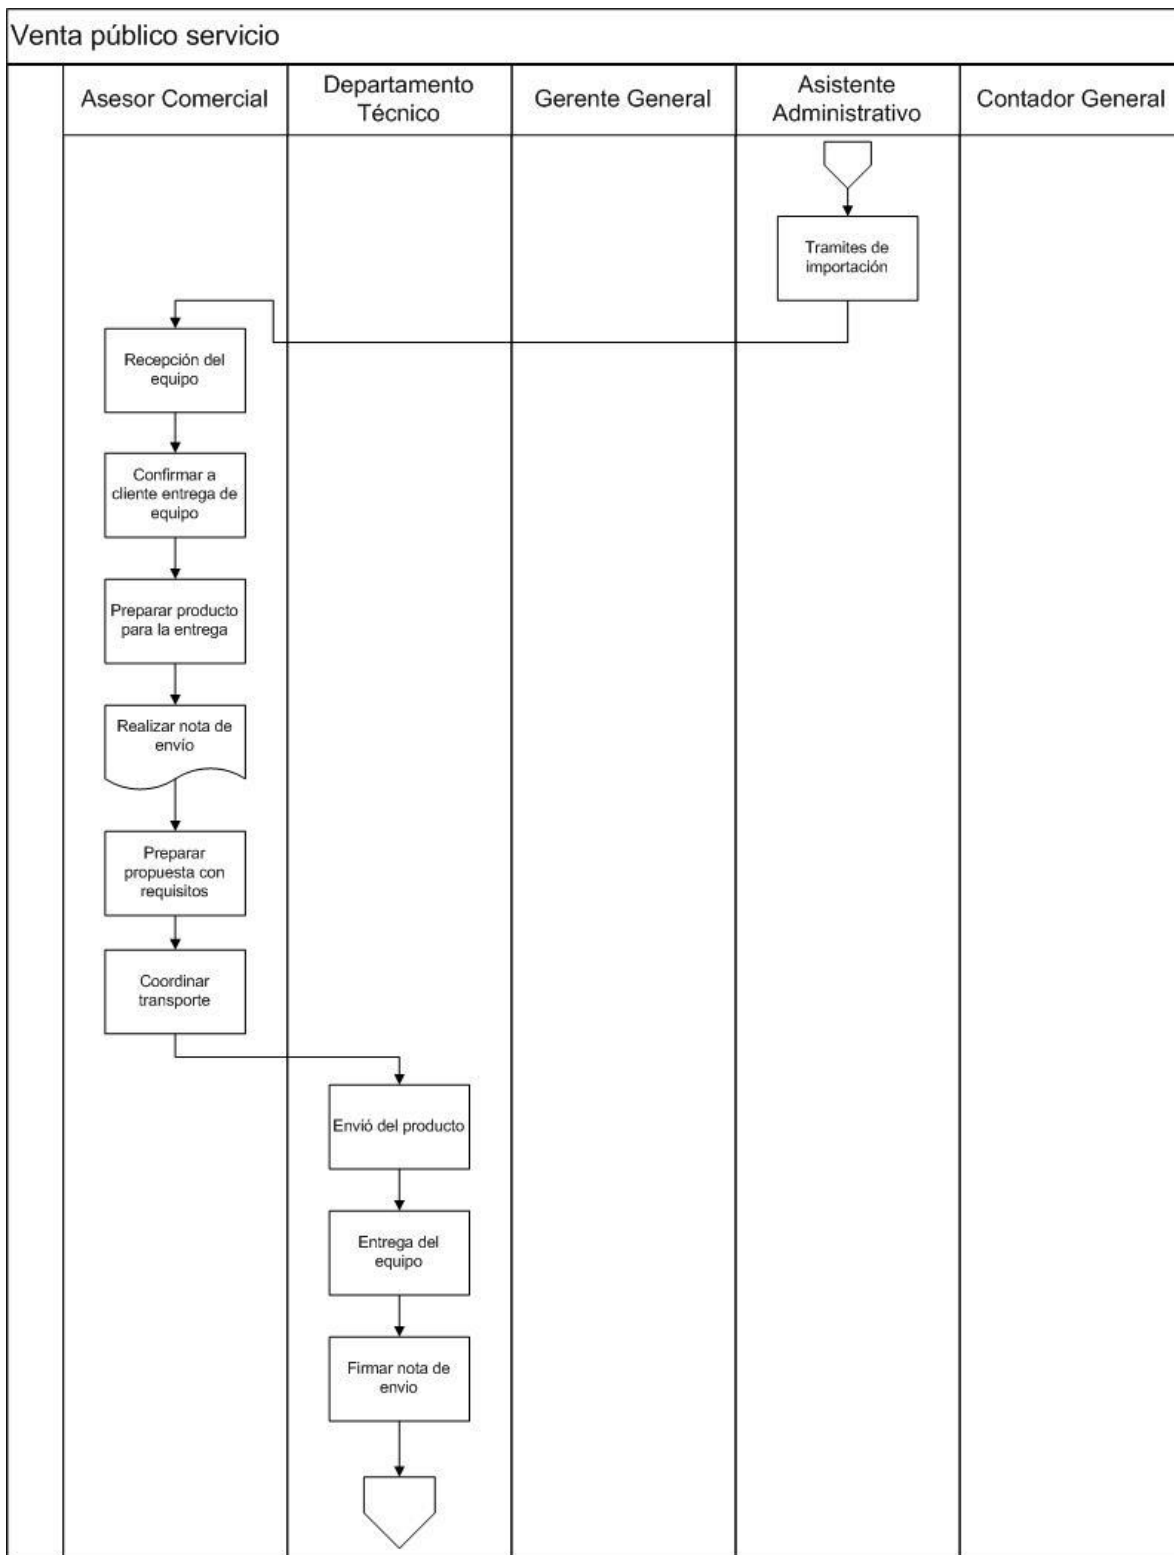 Venta público servicio
Asesor Comercial
Departamento
Técnico
Gerente General
Asistente
Administrativo
Contador General
Tramites de
importación
Recepción del
equipo
Confirmar a
cliente entrega de
equipo
Preparar producto
para la entrega
Realizar nota de
envío
Preparar
propuesta con
requisitos
Coordinar
transporte
Envió del producto
Entrega del
equipo
Firmar nota de
envio